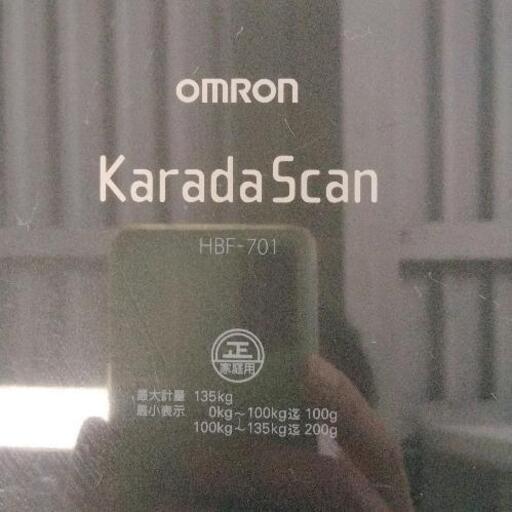 OMRON
KaradaScan
HBF-701
正
家庭用
最大計量 135kg
最小表示 0kg～100kg迄 100g
100kg～135kg迄 200g